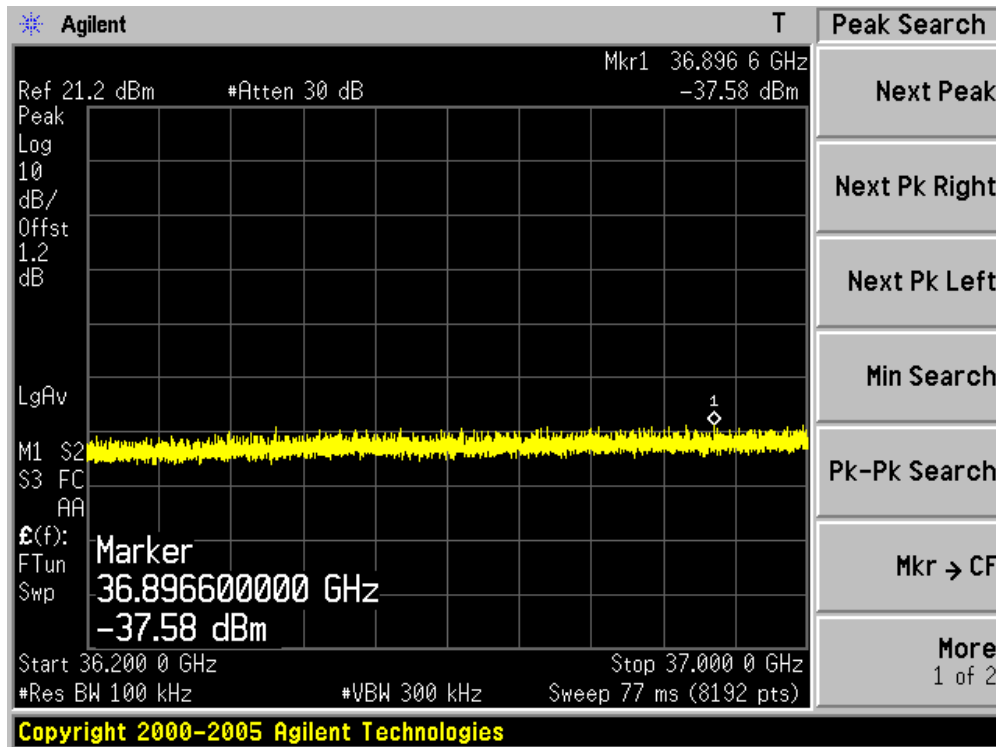 Agilent T Peak Search
Mkr1 36.896 6 GHz
Ref 21.2 dBm #Atten 30 dB -37.58 dBm
Peak
Log
10
dB/
Offst
1.2
dB
LgAv
1
M1 S2
S3 FC
AA
£(f):
FTun
Swp
Marker
36.896600000 GHz
-37.58 dBm
Start 36.200 0 GHz Stop 37.000 0 GHz
#Res BW 100 kHz #VBW 300 kHz Sweep 77 ms (8192 pts)
Next Peak
Next Pk Right
Next Pk Left
Min Search
Pk-Pk Search
Mkr → CF
More
1 of 2
Copyright 2000-2005 Agilent Technologies